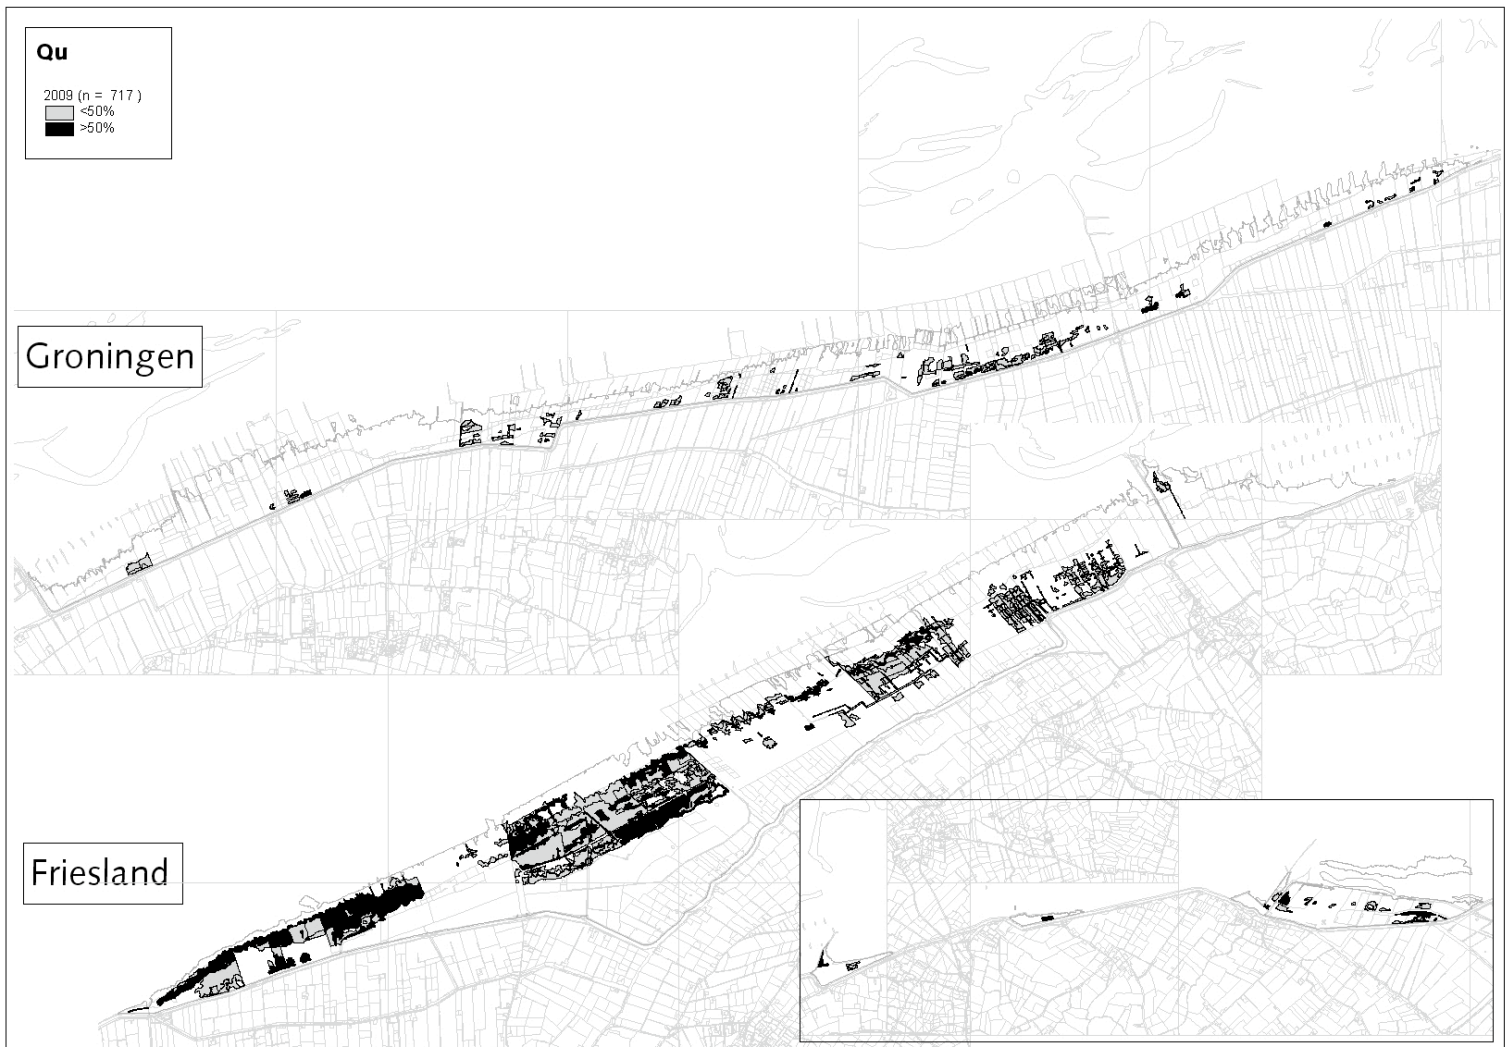 Qu
2009 (n = 717 )
<50%
>50%
Groningen
Friesland